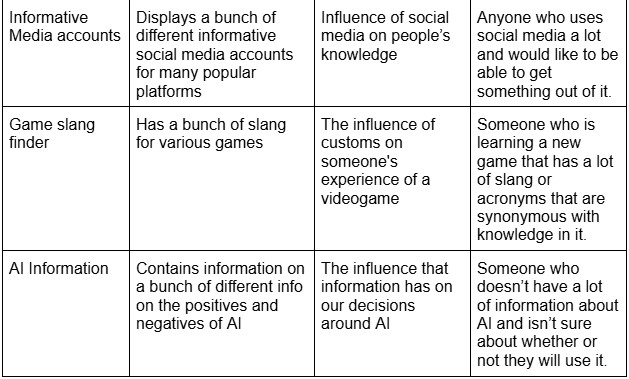 Informative
Media accounts
Displays a bunch of
different informative
social media accounts
for many popular
platforms
Influence of social
media on people’s
knowledge
Anyone who uses
social media a lot
and would like to be
able to get
something out of it.
Game slang
finder
Has a bunch of slang
for various games
The influence of
customs on
someone's
experience of a
videogame
Someone who is
learning a new
game that has a lot
of slang or
acronyms that are
synonymous with
knowledge in it.
AI Information
Contains information on
a bunch of different info
on the positives and
negatives of AI
The influence that
information has on
our decisions
around AI
Someone who
doesn’t have a lot
of information about
AI and isn’t sure
about whether or
not they will use it.